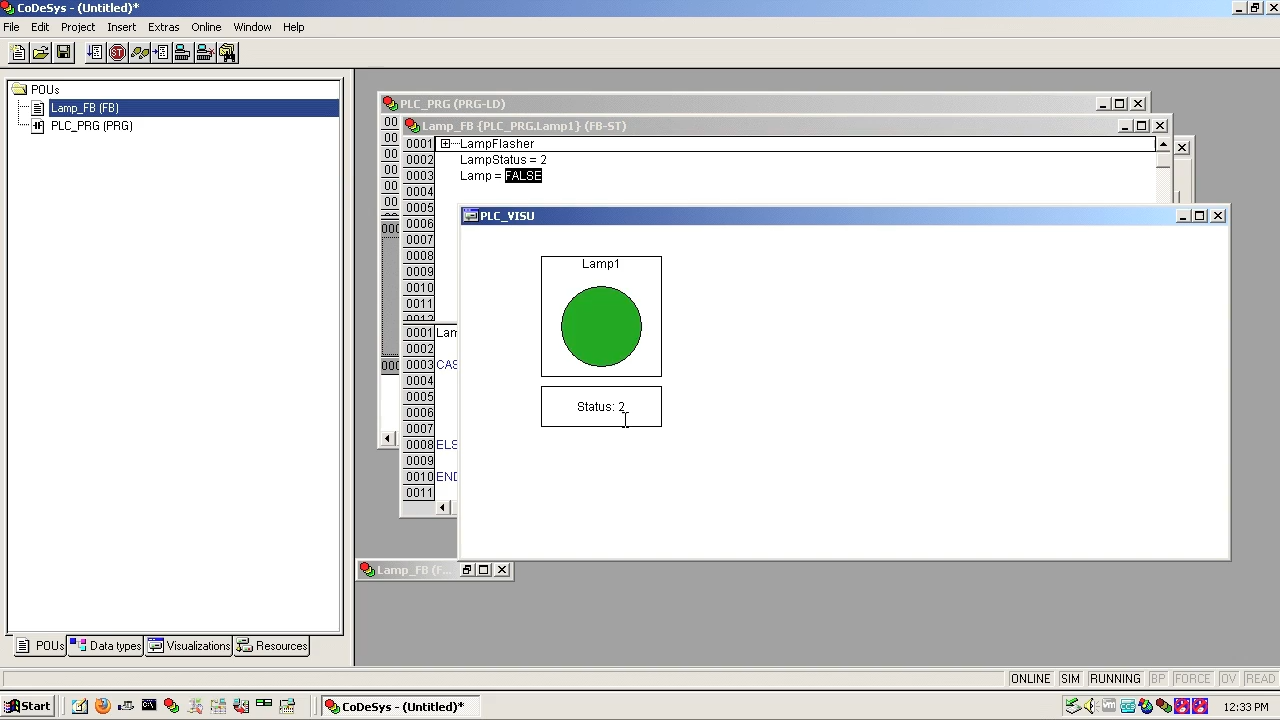 CoDeSys - (Untitled)*
File Edit Project Insert Extras Online Window Help
POUs
Lamp_FB (FB)
PLC_PRG (PRG)
PLC_PRG (PRG-LD)
Lamp_FB {PLC_PRG.Lamp1} (FB-ST)
0001 LampFlasher
0002 LampStatus = 2
0003 Lamp = FALSE
0004
0005
0006
0007
0008
0009
0010
0011
0012
0001 Lam
0002
0003 CAS
0004
0005
0006
0007
0008 ELS
0009
0010 END
0011
PLC_VISU
Lamp1
Status: 2
Lamp_FB (F...
POUs Data types Visualizations Resources
ONLINE SIM RUNNING BP FORCE OV READ
Start CoDeSys - (Untitled)* 12:33 PM